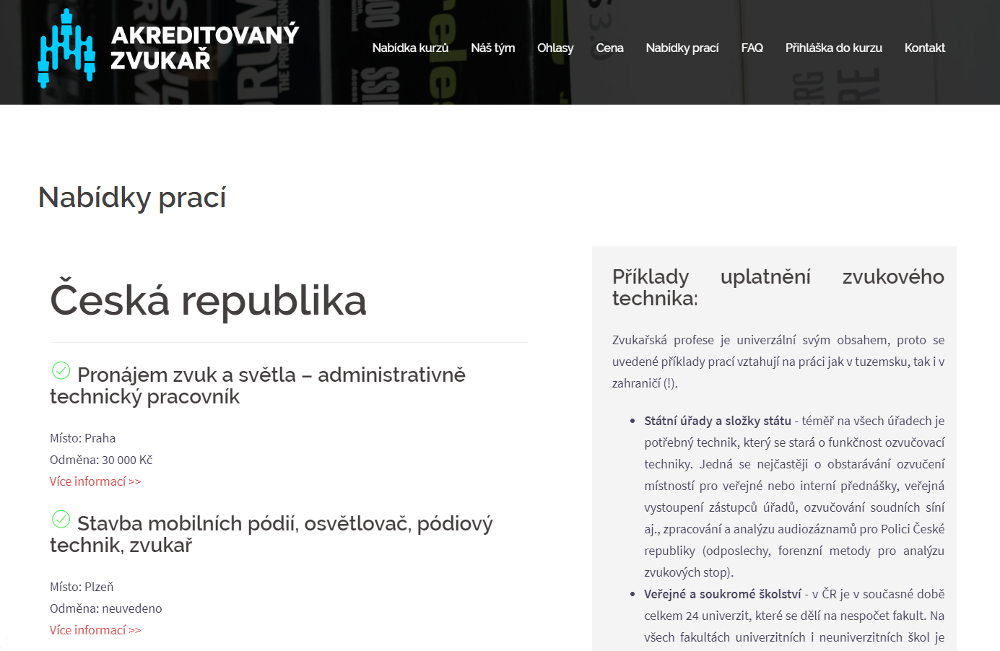 AKREDITOVANÝ
ZVUKAŘ
Nabídka kurzů Náš tým Ohlasy Cena Nabídky prací FAQ Přihláška do kurzu Kontakt
Nabídky prací
Česká republika
Pronájem zvuk a světla – administrativně
technický pracovník
Místo: Praha
Odměna: 30 000 Kč
Více informací >>
Stavba mobilních pódií, osvětlovač, pódiový
technik, zvukař
Místo: Plzeň
Odměna: neuvedeno
Více informací >>
Příklady uplatnění zvukového
technika:
Zvukařská profese je univerzální svým obsahem, proto se
uvedené příklady prací vztahují na práci jak v tuzemsku, tak i v
zahraničí (!).
• Státní úřady a složky státu - téměř na všech úřadech je
potřebný technik, který se stará o funkčnost ozvučovací
techniky. Jedná se nejčastěji o obstarávání ozvučení
místností pro veřejné nebo interní přednášky, veřejná
vystoupení zástupců úřadů, ozvučování soudních síní
aj., zpracování a analýzu audiozáznamů pro Polici České
republiky (odposlechy, forenzní metody pro analýzu
zvukových stop).
• Veřejné a soukromé školství - v ČR je v současné době
celkem 24 univerzit, které se dělí na nespočet fakult. Na
všech fakultách univerzitních i neuniverzitních škol je